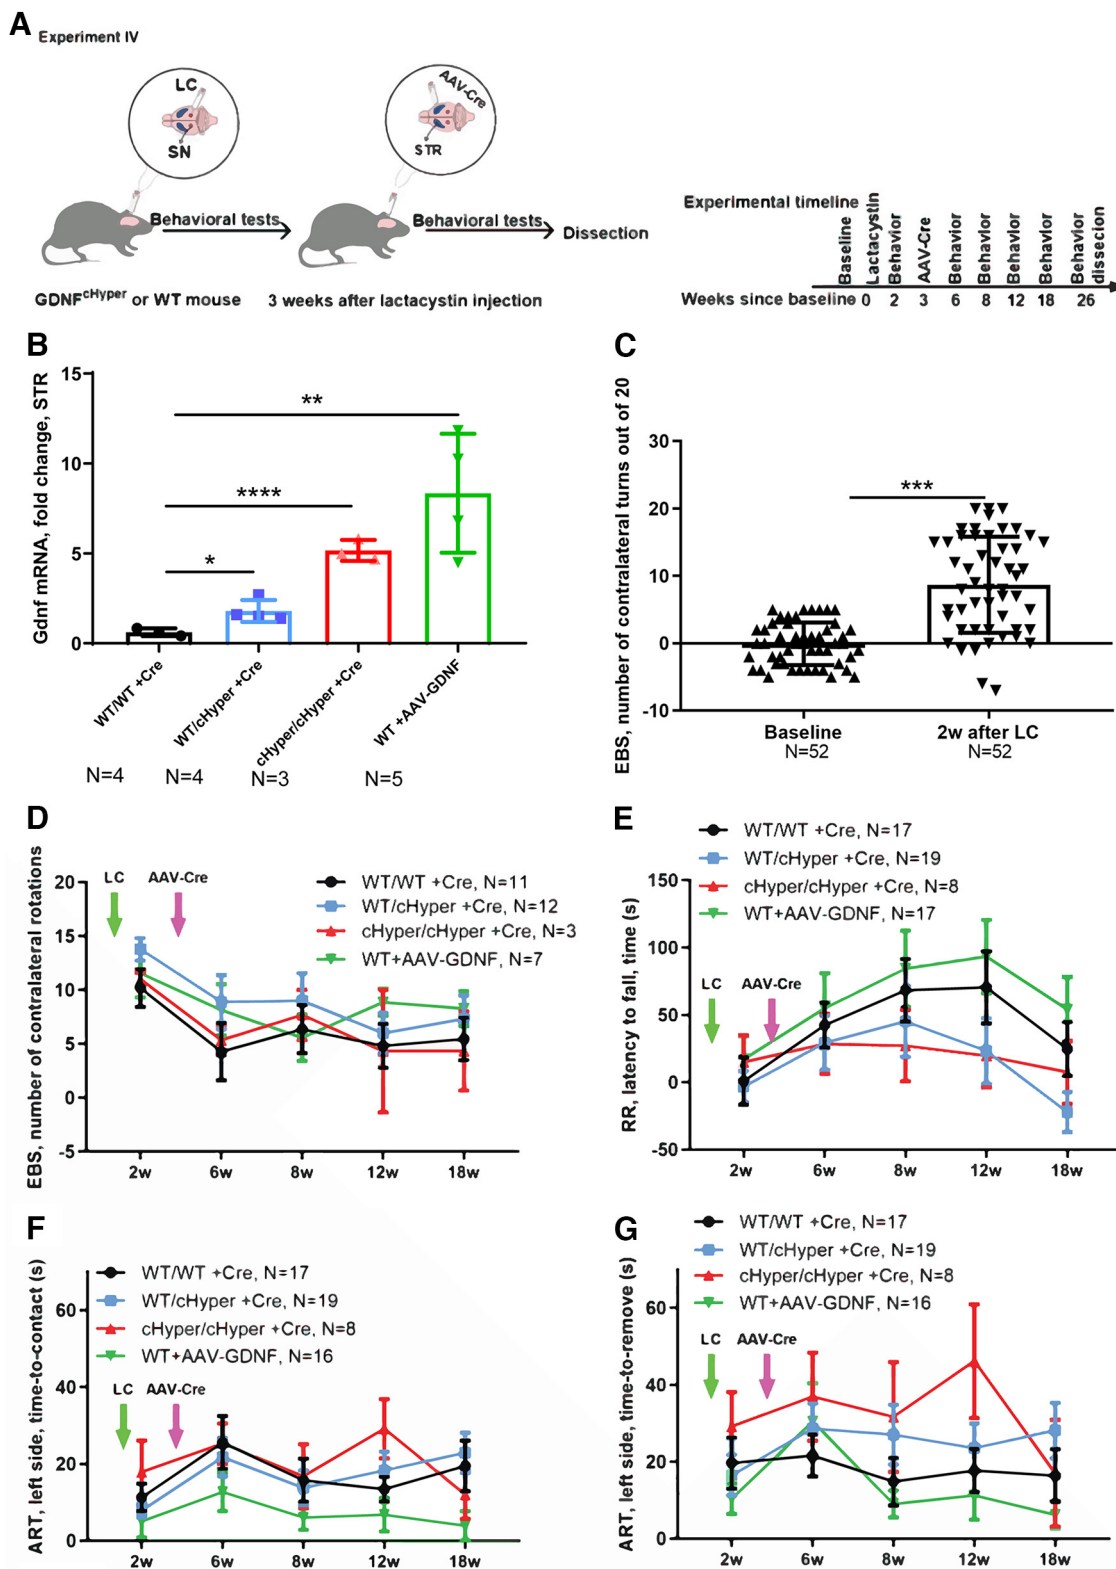 A Experiment IV
LC
SN
AAV-Cre
STR
Behavioral tests
Behavioral tests
Dissection
GDNFcHyper or WT mouse
3 weeks after lactacystin injection
Experimental timeline
Baseline
Lactacystin
Behavior
AAV-Cre
Behavior
Behavior
Behavior
Behavior
Behavior
dissecion
Weeks since baseline 0 2 3 6 8 12 18 26
B
Gdnf mRNA, fold change, STR
15
10
5
0
**
****
*
WT/WT +Cre
WT/cHyper +Cre
cHyper/cHyper +Cre
WT +AAV-GDNF
N=4 N=4 N=3 N=5
C
EBS, number of contralateral turns out of 20
30
20
10
0
-10
***
Baseline
N=52
2w after LC
N=52
D
EBS, number of contralateral rotations
20
15
10
5
0
-5
LC AAV-Cre
WT/WT +Cre, N=11
WT/cHyper +Cre, N=12
cHyper/cHyper +Cre, N=3
WT+AAV-GDNF, N=7
2w 6w 8w 12w 18w
E
WT/WT +Cre, N=17
WT/cHyper +Cre, N=19
cHyper/cHyper +Cre, N=8
WT+AAV-GDNF, N=17
RR, latency to fall, time (s)
150
100
50
0
-50
LC AAV-Cre
2w 6w 8w 12w 18w
F
WT/WT +Cre, N=17
WT/cHyper +Cre, N=19
cHyper/cHyper +Cre, N=8
WT+AAV-GDNF, N=16
ART, left side, time-to-contact (s)
60
40
20
0
LC AAV-Cre
2w 6w 8w 12w 18w
G
WT/WT +Cre, N=17
WT/cHyper +Cre, N=19
cHyper/cHyper +Cre, N=8
WT+AAV-GDNF, N=16
ART, left side, time-to-remove (s)
60
40
20
0
LC AAV-Cre
2w 6w 8w 12w 18w